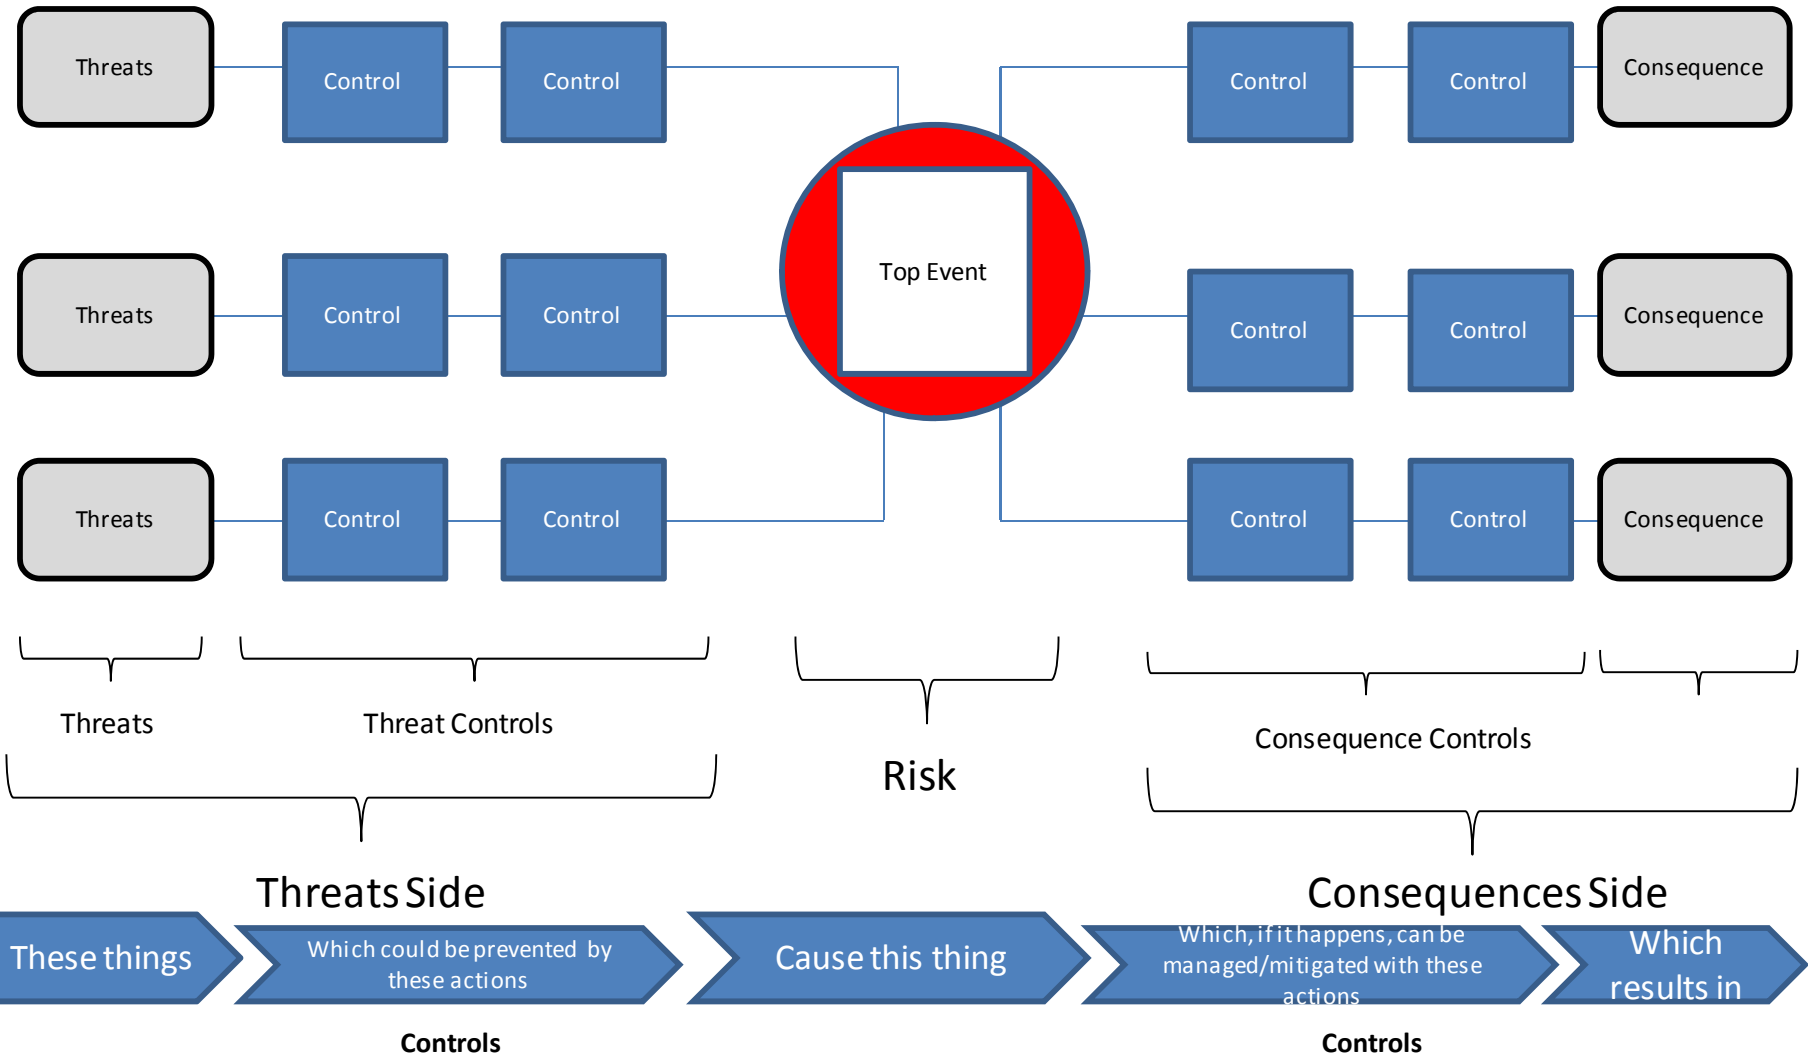 Threats
Control
Control
Control
Control
Consequence
Top Event
Threats
Control
Control
Control
Control
Consequence
Threats
Control
Control
Control
Control
Consequence
Threats
Threat Controls
Risk
Consequence Controls
Threats Side
Consequences Side
These things
Which could be prevented by
these actions
Cause this thing
Which, if it happens, can be
managed/mitigated with these
actions
Which
results in
Controls
Controls